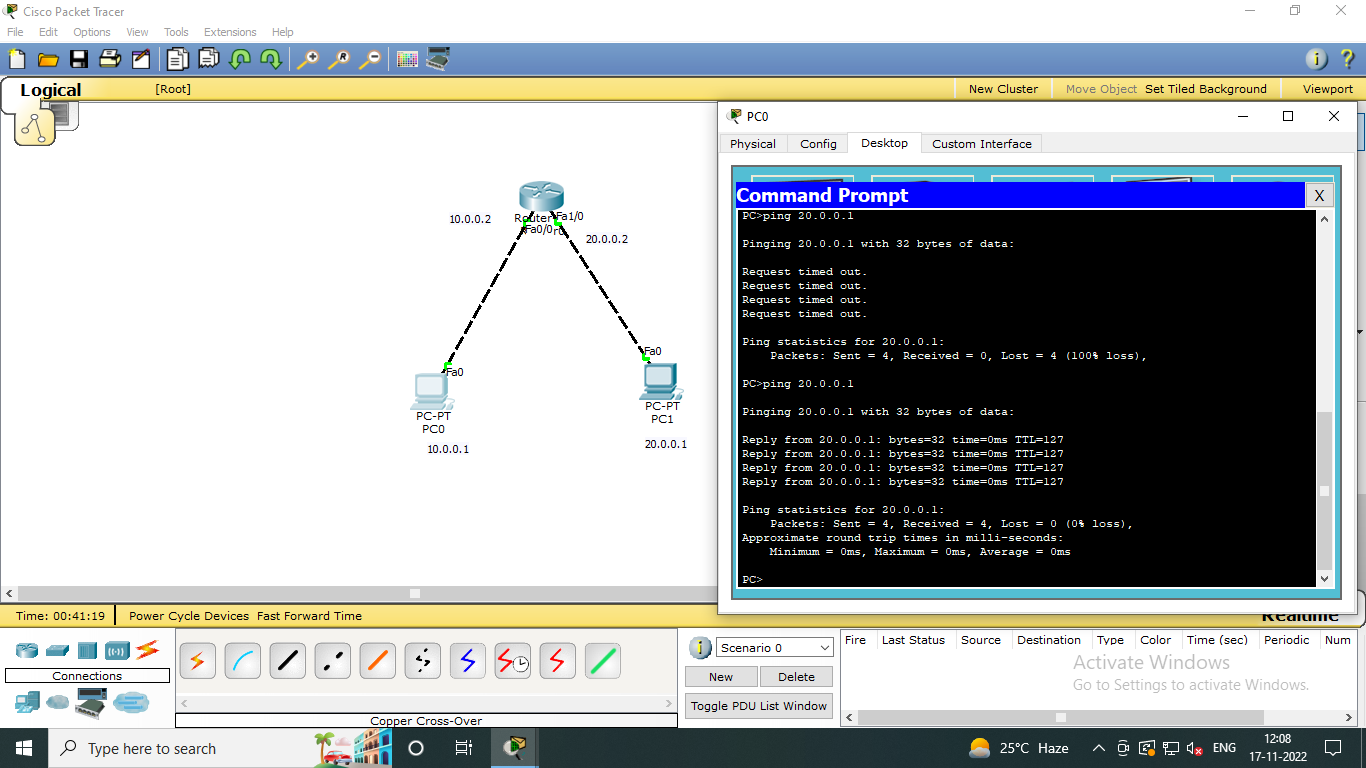 Cisco Packet Tracer
File Edit Options View Tools Extensions Help
Logical
[Root]
New Cluster
Move Object
Set Tiled Background
Viewport
10.0.0.2
Router
Fa1/0
Fa0/0
20.0.0.2
Fa0
PC-PT
PC0
10.0.0.1
Fa0
PC-PT
PC1
20.0.0.1
PC0
Physical Config Desktop Custom Interface
Command Prompt
X
PC>ping 20.0.0.1
Pinging 20.0.0.1 with 32 bytes of data:
Request timed out.
Request timed out.
Request timed out.
Request timed out.
Ping statistics for 20.0.0.1:
Packets: Sent = 4, Received = 0, Lost = 4 (100% loss),
PC>ping 20.0.0.1
Pinging 20.0.0.1 with 32 bytes of data:
Reply from 20.0.0.1: bytes=32 time=0ms TTL=127
Reply from 20.0.0.1: bytes=32 time=0ms TTL=127
Reply from 20.0.0.1: bytes=32 time=0ms TTL=127
Reply from 20.0.0.1: bytes=32 time=0ms TTL=127
Ping statistics for 20.0.0.1:
Packets: Sent = 4, Received = 4, Lost = 0 (0% loss),
Approximate round trip times in milli-seconds:
Minimum = 0ms, Maximum = 0ms, Average = 0ms
PC>
Time: 00:41:19
Power Cycle Devices Fast Forward Time
Realtime
Connections
Copper Cross-Over
Scenario 0
New
Delete
Toggle PDU List Window
Fire Last Status Source Destination Type Color Time (sec) Periodic Num
Activate Windows
Go to Settings to activate Windows.
Type here to search
25°C Haze
ENG
12:08
17-11-2022